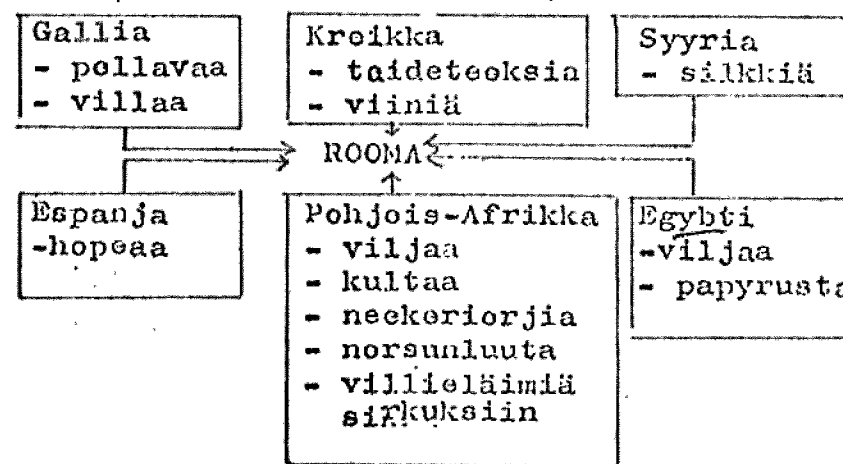 Gallia
- pellavaa
- villaa
Kreikka
- taideteoksia
- viiniä
Syyria
- silkkiä
ROOMA
Espanja
-hopeaa
Pohjois-Afrikka
- viljaa
- kultaa
- neekeriorjia
- norsunluuta
- villieläimiä
sirkuksiin
Egybti
-viljaa
- papyrusta